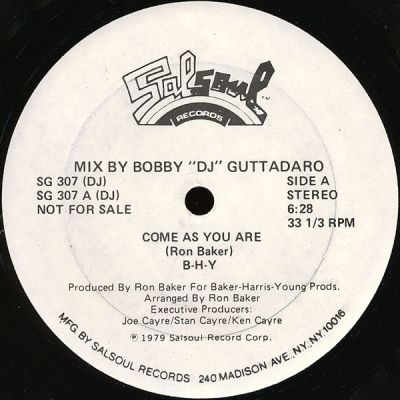 Salsoul
RECORDS
MIX BY BOBBY "DJ" GUTTADARO
SG 307 (DJ) SIDE A
SG 307 A (DJ) STEREO
NOT FOR SALE 6:28
33 1/3 RPM
COME AS YOU ARE
(Ron Baker)
B-H-Y
Produced By Ron Baker For Baker-Harris-Young Prods.
Arranged By Ron Baker
Executive Producers:
Joe Cayre/Stan Cayre/Ken Cayre
℗ 1979 Salsoul Record Corp.
MFG BY SALSOUL RECORDS 240 MADISON AVE., NY, NY. 10016